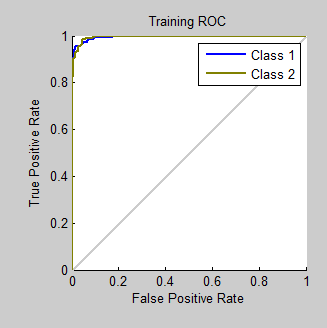 Training ROC
True Positive Rate
1
0.8
0.6
0.4
0.2
0
Class 1
Class 2
0 0.2 0.4 0.6 0.8 1
False Positive Rate